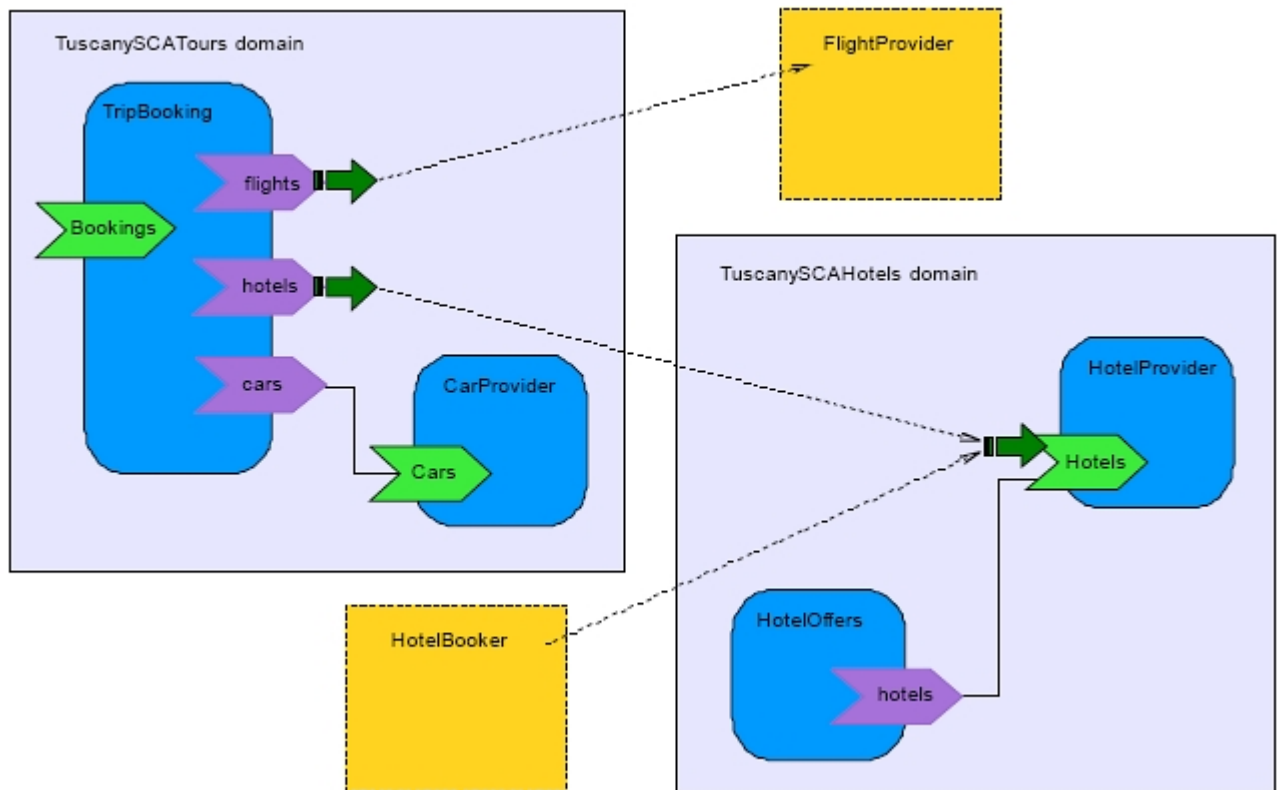 TuscanySCATours domain
TripBooking
flights
Bookings
hotels
cars
CarProvider
Cars
FlightProvider
TuscanySCAHotels domain
HotelProvider
Hotels
HotelOffers
hotels
HotelBooker